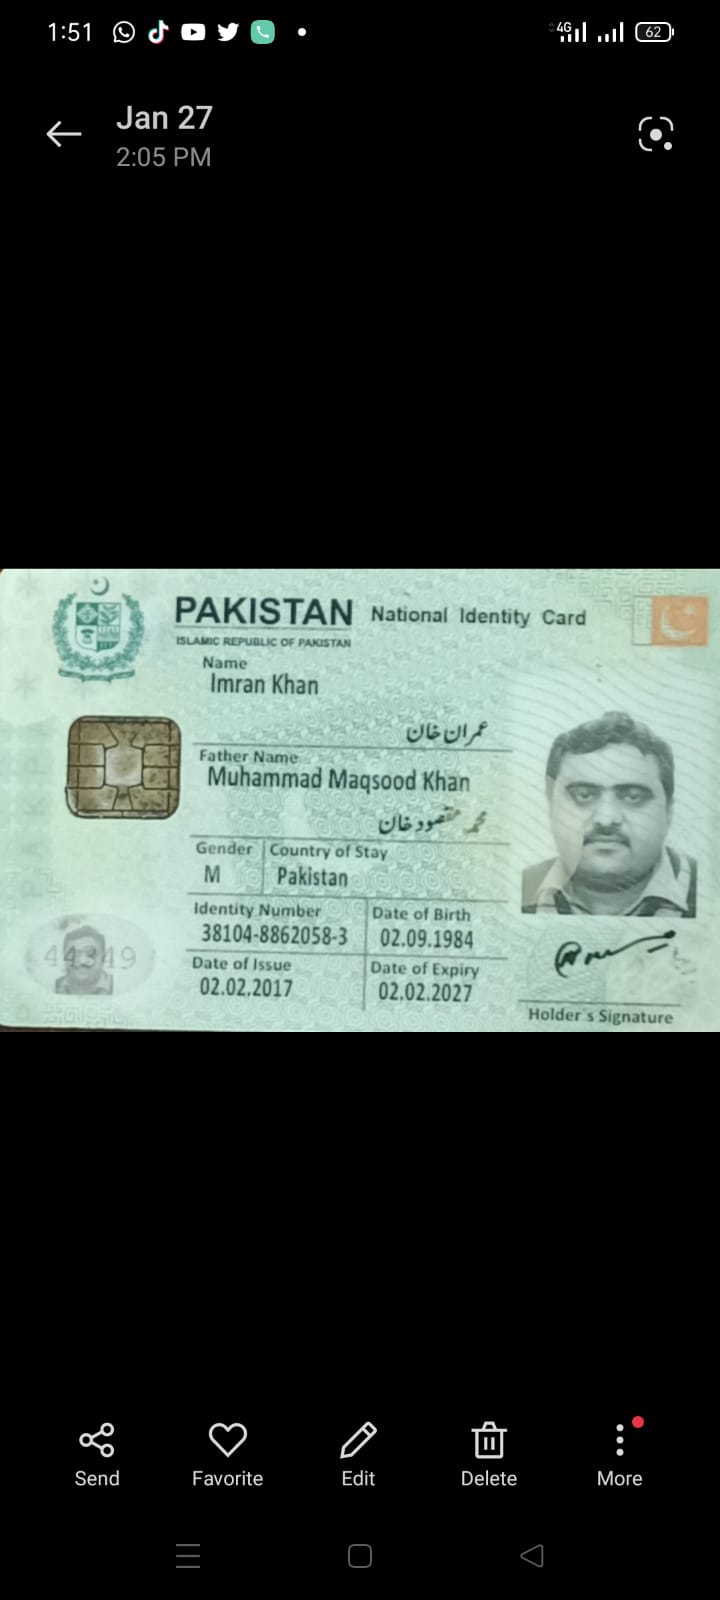 1:51
4G
62
Jan 27
2:05 PM
PAKISTAN National Identity Card
ISLAMIC REPUBLIC OF PAKISTAN
Name
Imran Khan
عمران خان
Father Name
Muhammad Maqsood Khan
محمد مقصود خان
Gender Country of Stay
M Pakistan
Identity Number Date of Birth
38104-8862058-3 02.09.1984
Date of Issue Date of Expiry
02.02.2017 02.02.2027
44349
Holder's Signature
Send Favorite Edit Delete More